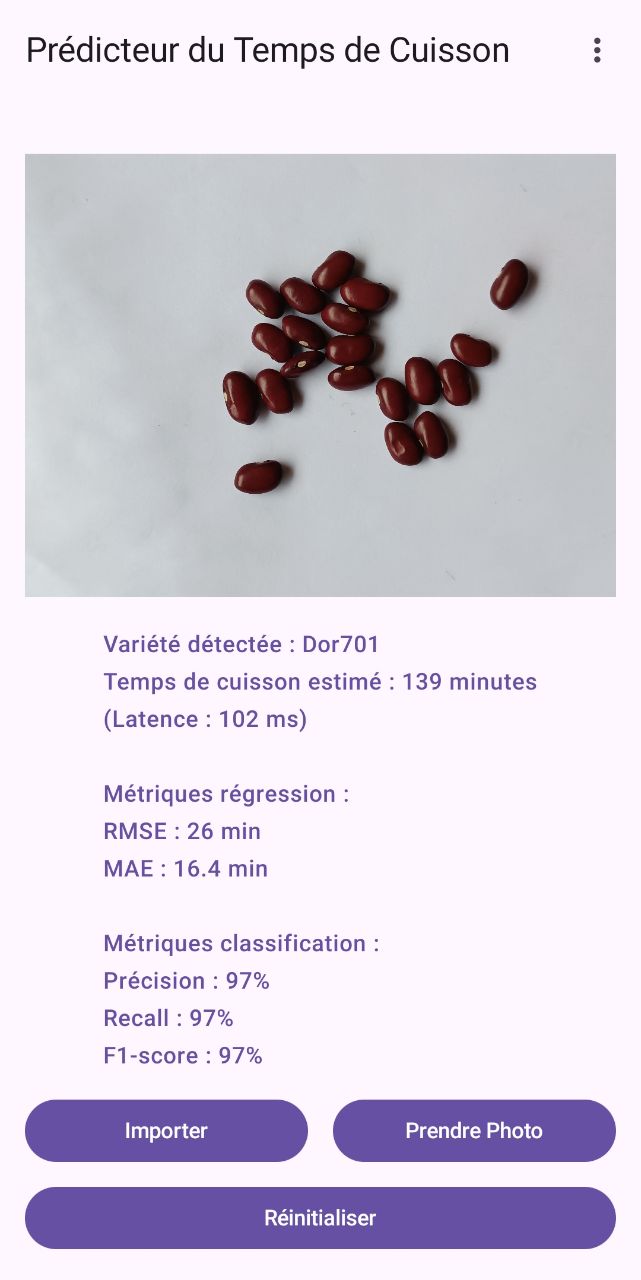 Prédicteur du Temps de Cuisson
Variété détectée : Dor701
Temps de cuisson estimé : 139 minutes
(Latence : 102 ms)
Métriques régression :
RMSE : 26 min
MAE : 16.4 min
Métriques classification :
Précision : 97%
Recall : 97%
F1-score : 97%
Importer
Prendre Photo
Réinitialiser